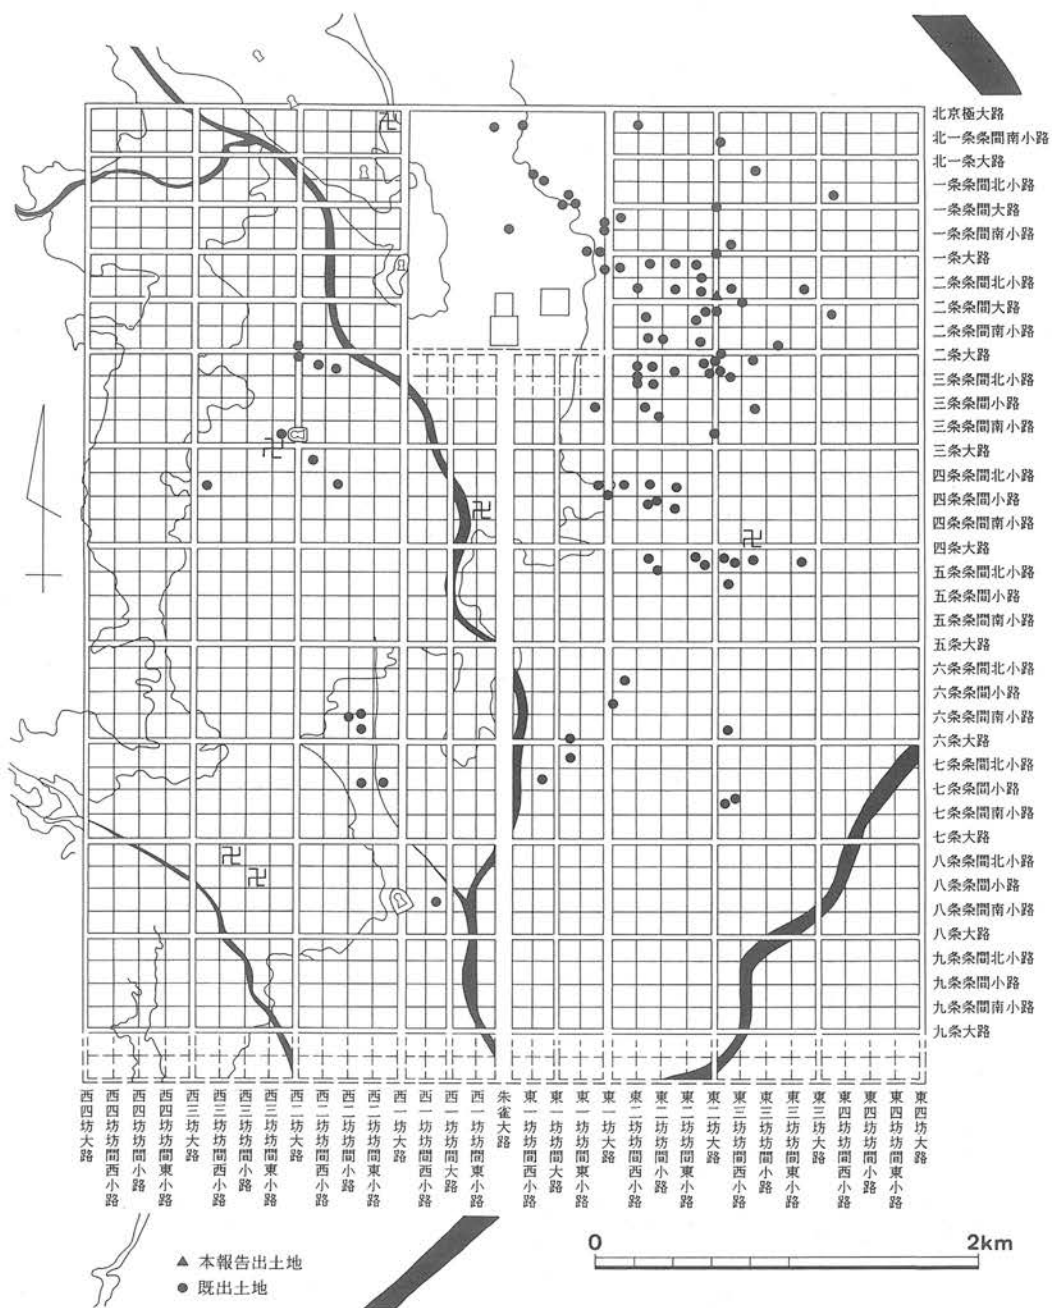 北京極大路
北一条条間南小路
北一条大路
一条条間北小路
一条条間大路
一条条間南小路
一条大路
二条条間北小路
二条条間大路
二条条間南小路
二条大路
三条条間北小路
三条条間小路
三条条間南小路
三条大路
四条条間北小路
四条条間小路
四条条間南小路
四条大路
五条条間北小路
五条条間小路
五条条間南小路
五条大路
六条条間北小路
六条条間小路
六条条間南小路
六条大路
七条条間北小路
七条条間小路
七条条間南小路
七条大路
八条条間北小路
八条条間小路
八条条間南小路
八条大路
九条条間北小路
九条条間小路
九条条間南小路
九条大路
西四坊大路
西四坊坊間西小路
西四坊坊間小路
西四坊坊間東小路
西三坊大路
西三坊坊間西小路
西三坊坊間小路
西三坊坊間東小路
西二坊大路
西二坊坊間西小路
西二坊坊間小路
西二坊坊間東小路
西一坊大路
西一坊坊間西小路
西一坊坊間大路
西一坊坊間東小路
朱雀大路
東一坊坊間西小路
東一坊坊間大路
東一坊坊間東小路
東一坊大路
東二坊坊間西小路
東二坊坊間小路
東二坊坊間東小路
東二坊大路
東三坊坊間西小路
東三坊坊間小路
東三坊坊間東小路
東三坊大路
東四坊坊間西小路
東四坊坊間小路
東四坊坊間東小路
東四坊大路
▲ 本報告出土地
● 既出土地
0 2km